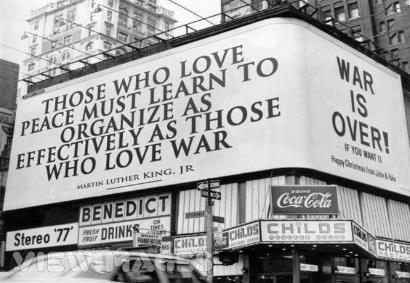 THOSE WHO LOVE
PEACE MUST LEARN TO
ORGANIZE AS
EFFECTIVELY AS THOSE
WHO LOVE WAR
MARTIN LUTHER KING, JR
WAR
IS
OVER!
IF YOU WANT IT
Happy Christmas from John & Yoko
DRINK
Coca-Cola
BENEDICT
FRESH FRUIT DRINKS
Stereo '77'
CHILDS
CHILDS
CHILDS